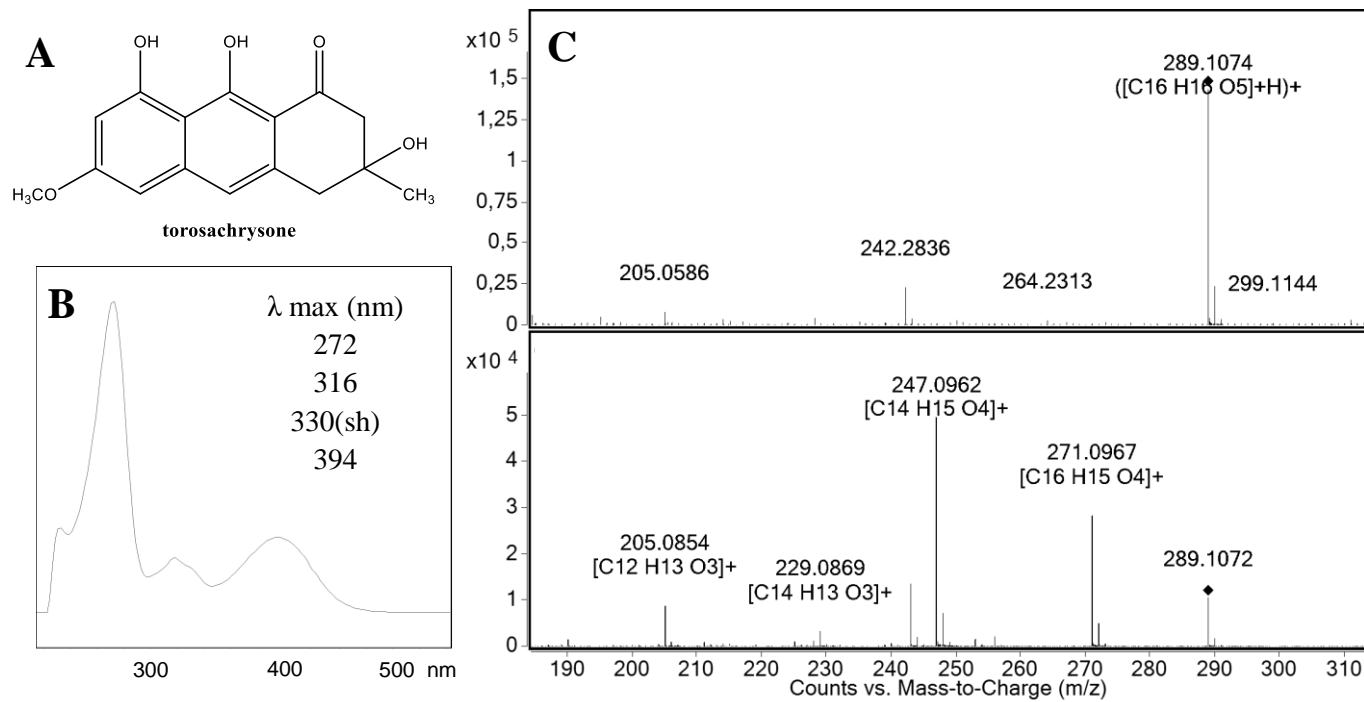 A
OH
OH
O
OH
H3CO
CH3
torosachrysone
B
λ max (nm)
272
316
330(sh)
394
300
400
500 nm
C
x10 5
1,5
1,25
1
0,75
0,5
0,25
0
289.1074
([C16 H16 O5]+H)+
242.2836
205.0586
264.2313
299.1144
x10 4
5
4
3
2
1
0
247.0962
[C14 H15 O4]+
271.0967
[C16 H15 O4]+
205.0854
[C12 H13 O3]+
229.0869
[C14 H13 O3]+
289.1072
190 200 210 220 230 240 250 260 270 280 290 300 310
Counts vs. Mass-to-Charge (m/z)